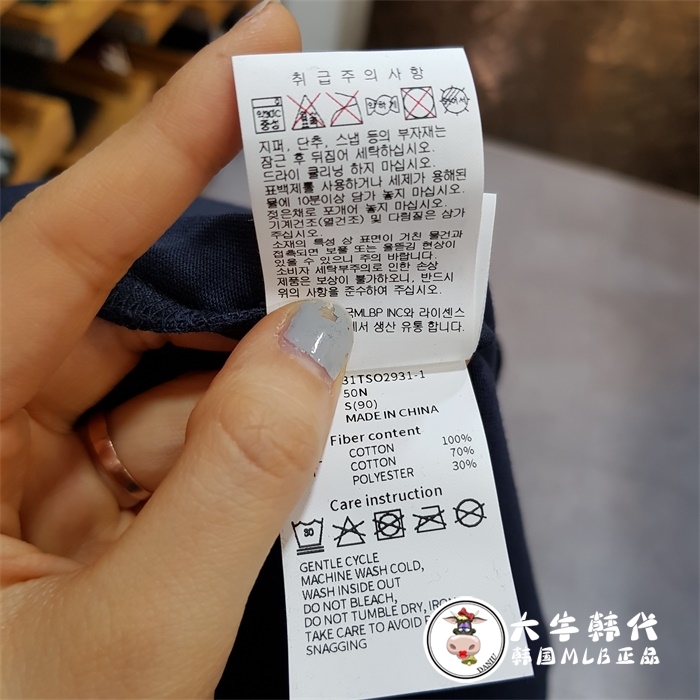 취급주의사항
지퍼, 단추, 스냅 등의 부자재는
잠근 후 뒤집어 세탁하십시오.
드라이 클리닝 하지 마십시오.
표백제를 사용하거나 세제가 용해된
물에 10분이상 담가 놓지 마십시오.
젖은채로 포개어 놓지 마십시오.
기계건조(열건조) 및 다림질은 삼가
주십시오.
소재의 특성 상 표면이 거친 물건과
접촉되면 보풀 또는 올뜯김 현상이
있을 수 있으니 주의 바랍니다.
소비자 세탁부주의로 인한 손상
제품은 보상이 불가하오니, 반드시
위의 사항을 준수하여 주십시오.
MLBP INC와 라이센스
에서 생산 유통 합니다.
31TSO2931-1
50N
S(90)
MADE IN CHINA
Fiber content
COTTON 100%
COTTON 70%
POLYESTER 30%
Care instruction
30
GENTLE CYCLE
MACHINE WASH COLD,
WASH INSIDE OUT
DO NOT BLEACH,
DO NOT TUMBLE DRY, IRON
TAKE CARE TO AVOID
SNAGGING
DANIU
大牛韩代
韩国MLB正品